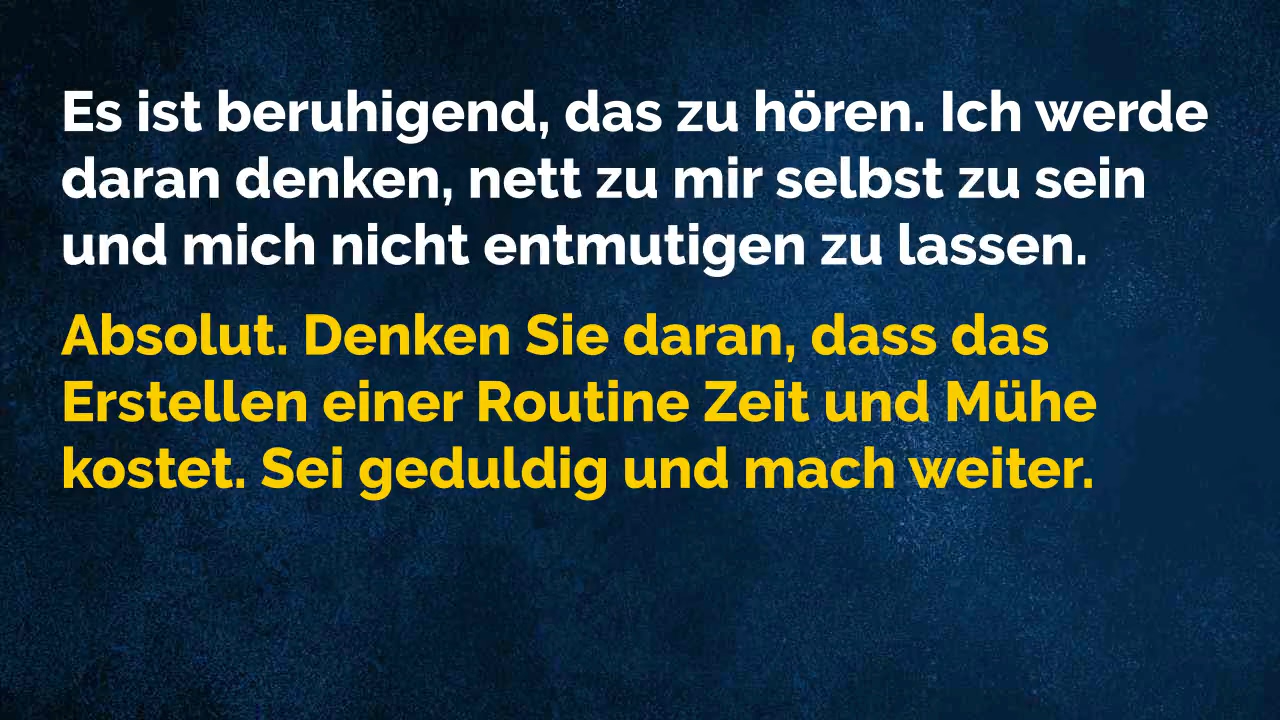 Es ist beruhigend, das zu hören. Ich werde
daran denken, nett zu mir selbst zu sein
und mich nicht entmutigen zu lassen.
Absolut. Denken Sie daran, dass das
Erstellen einer Routine Zeit und Mühe
kostet. Sei geduldig und mach weiter.